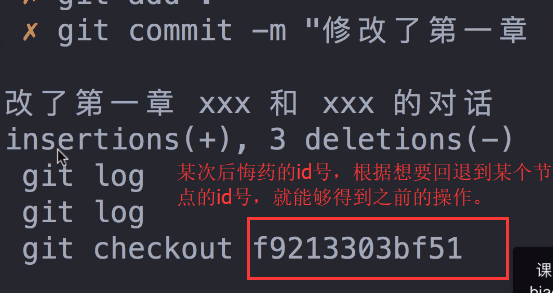 ✗ git add .
✗ git commit -m "修改了第一章
改了第一章 xxx 和 xxx 的对话
insertions(+), 3 deletions(-)
git log
某次后悔药的id号，根据想要回退到某个节
点的id号，就能够得到之前的操作。
git log
git checkout f9213303bf51
课